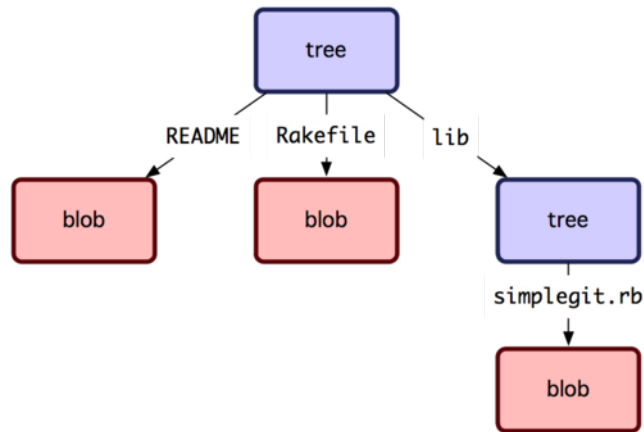 tree
README Rakefile lib
blob blob tree
simplegit.rb
blob